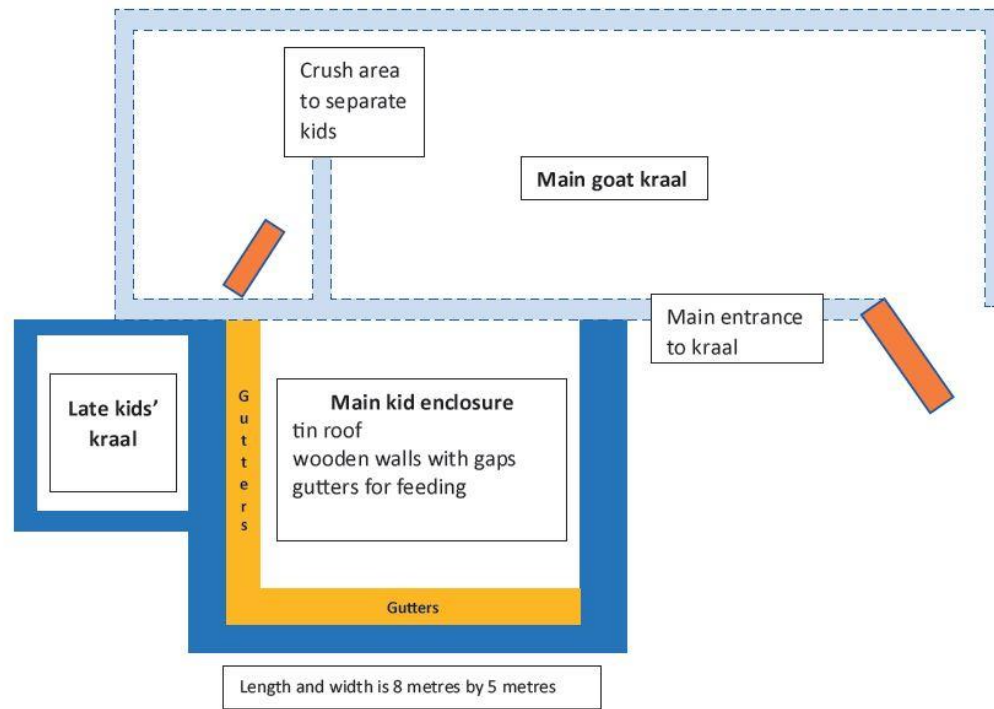 Crush area
to separate
kids
Main goat kraal
Main entrance
to kraal
Late kids’
kraal
Gutters
Main kid enclosure
tin roof
wooden walls with gaps
gutters for feeding
Gutters
Length and width is 8 metres by 5 metres